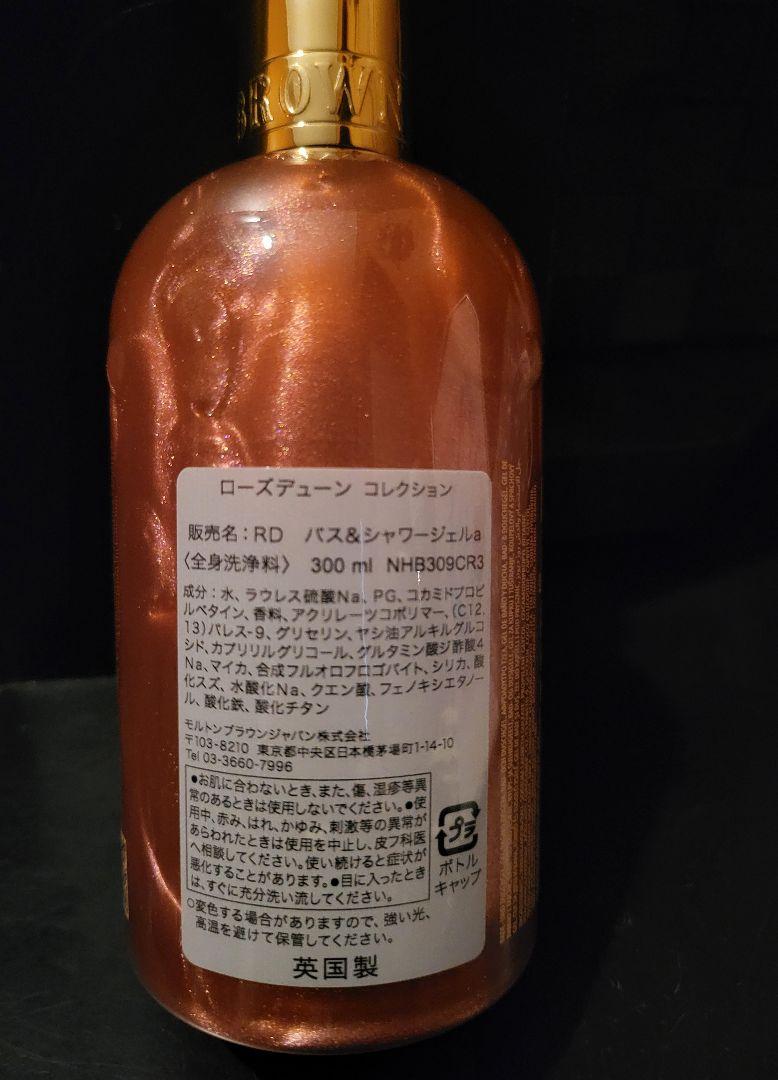 BROWN
ローズデューン コレクション
販売名：RD　バス&シャワージェルa
〈全身洗浄料〉 300 ml NHB309CR3
成分：水、ラウレス硫酸Na、PG、コカミドプロピ
ルベタイン、香料、アクリレーツコポリマー、(C12,
13)パレス-9、グリセリン、ヤシ油アルキルグルコ
シド、カプリリルグリコール、グルタミン酸ジ酢酸4
Na、マイカ、合成フルオロフロゴパイト、シリカ、酸
化スズ、水酸化Na、クエン酸、フェノキシエタノー
ル、酸化鉄、酸化チタン
モルトンブラウンジャパン株式会社
〒103-8210 東京都中央区日本橋茅場町1-14-10
Tel 03-3660-7996
●お肌に合わないとき、また、傷、湿疹等異
常のあるときは使用しないでください。●使
用中、赤み、はれ、かゆみ、刺激等の異常が
あらわれたときは使用を中止し、皮フ科医
へ相談してください。使い続けると症状が
悪化することがあります。●目に入ったとき
は、すぐに充分洗い流してください。
プラ
ボトル
キャップ
○変色する場合がありますので、強い光、
高温を避けて保管してください。
英国製